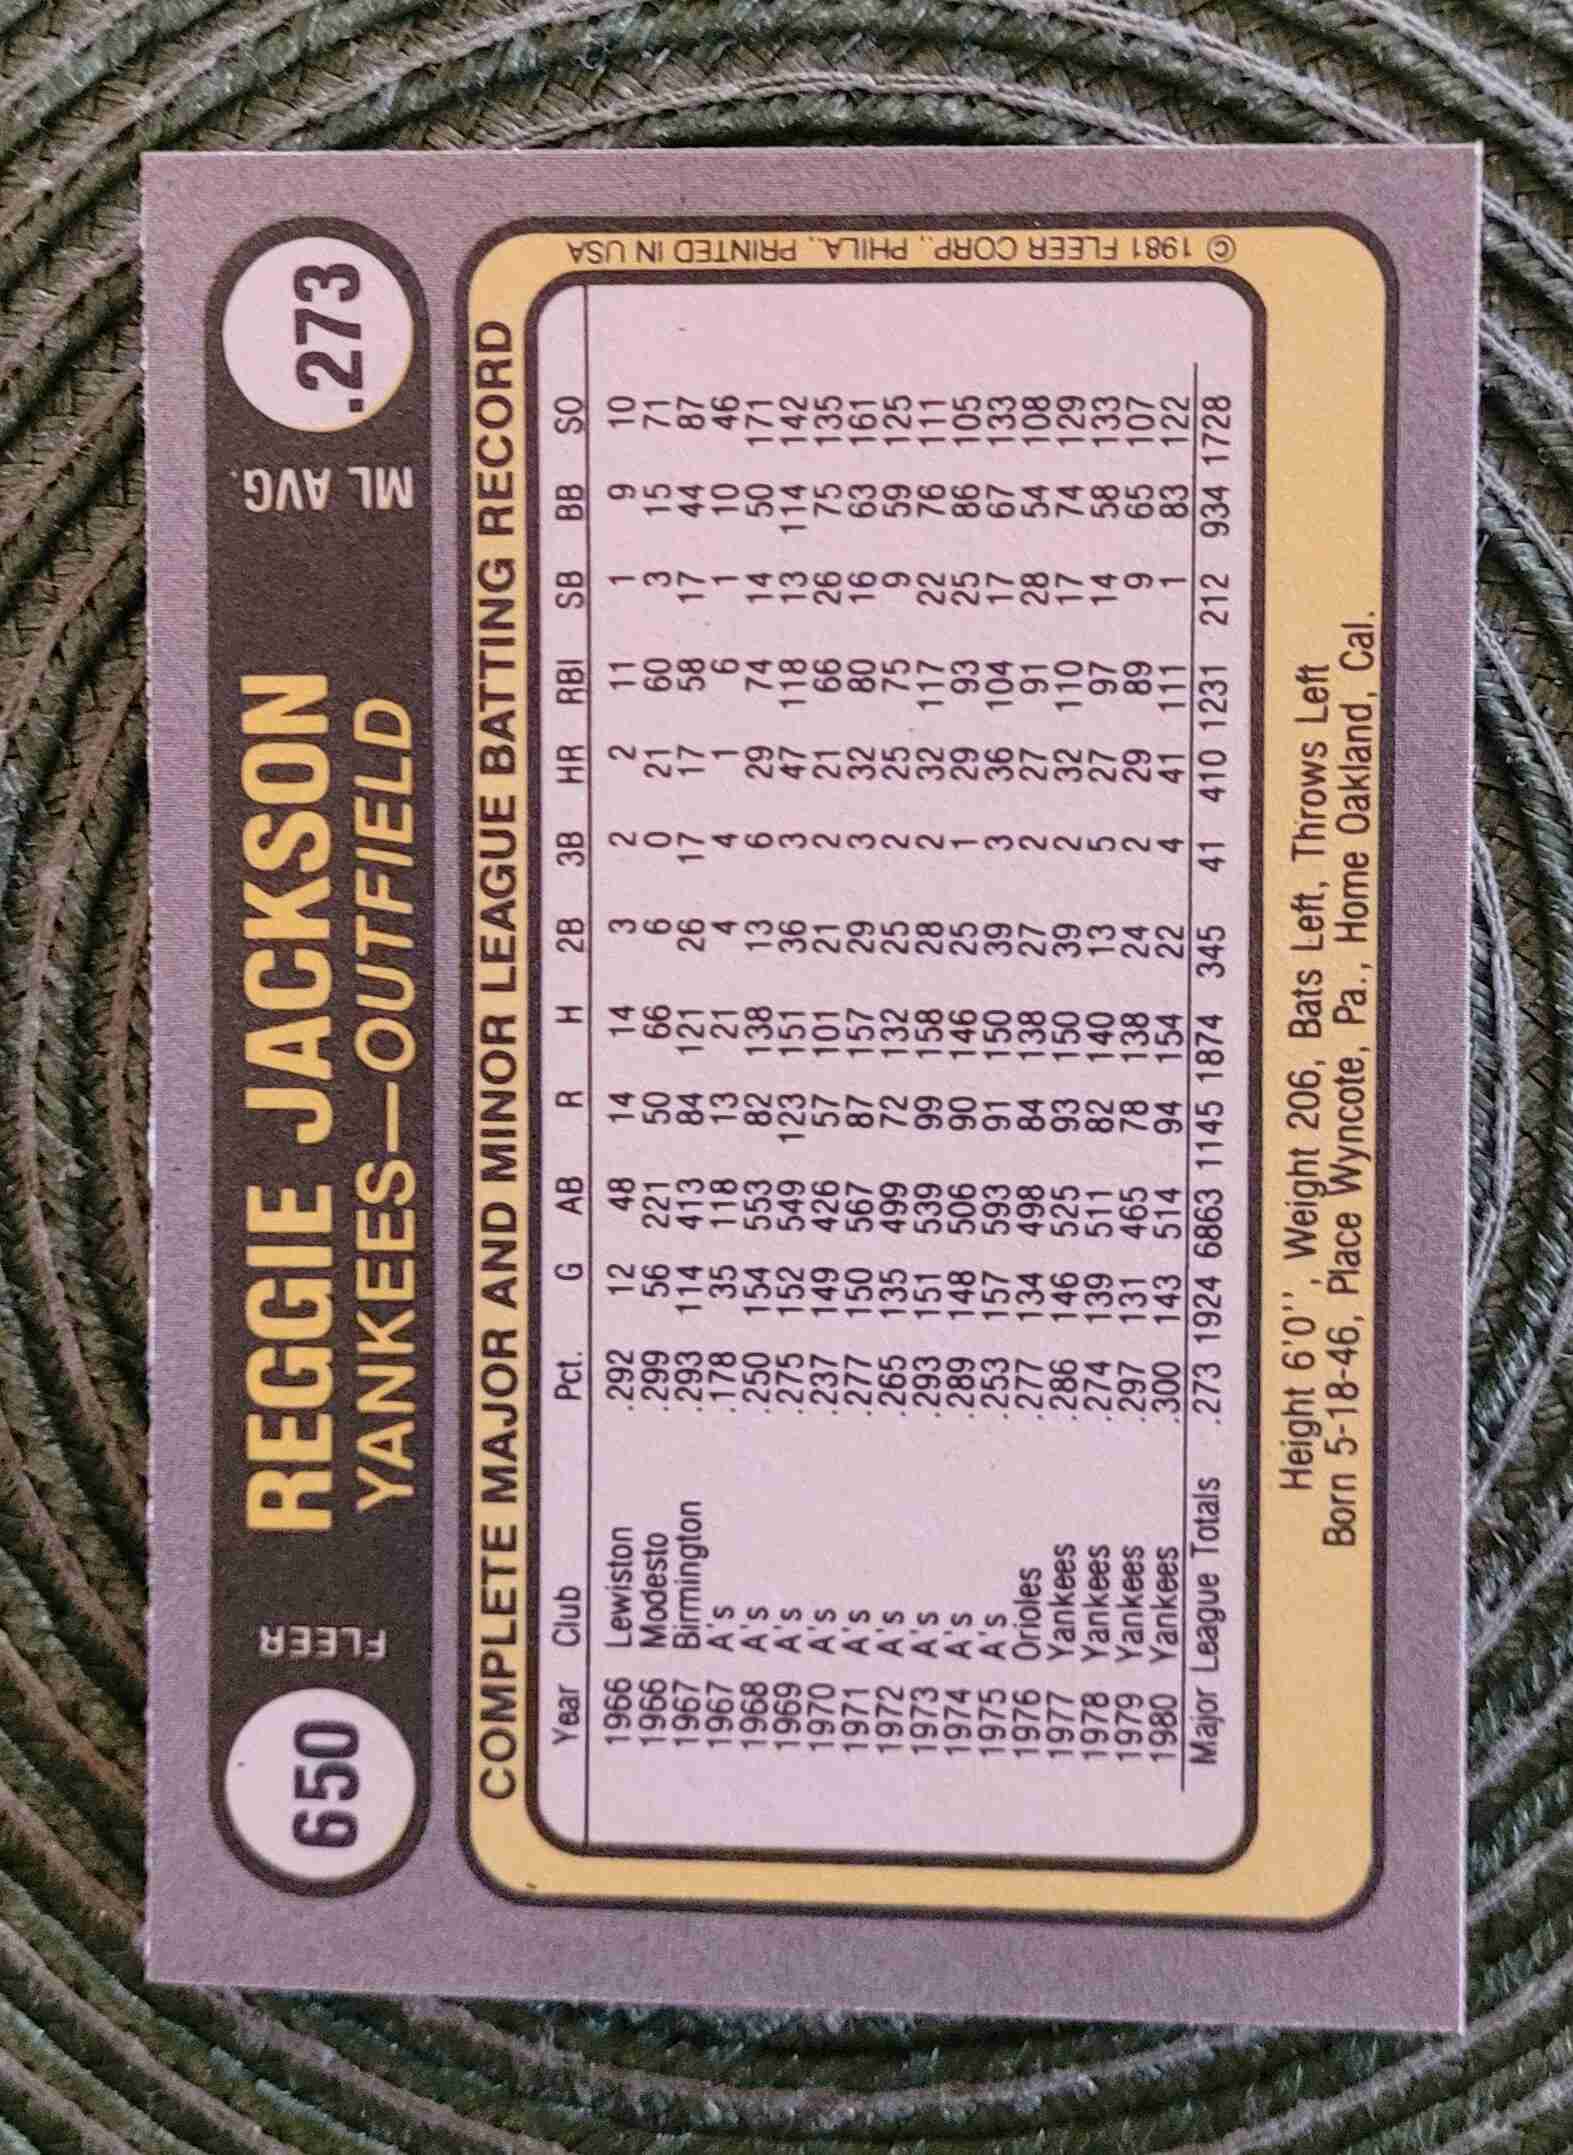 650
FLEER
REGGIE JACKSON
YANKEES—OUTFIELD
ML AVG.
.273
COMPLETE MAJOR AND MINOR LEAGUE BATTING RECORD
Year Club Pct. G AB R H 2B 3B HR RBI SB BB SO
1966 Lewiston .292 12 48 14 14 3 2 2 11 1 9 10
1966 Modesto .299 56 221 50 66 6 0 21 60 3 15 71
1967 Birmington .293 114 413 84 121 26 17 17 58 17 44 87
1967 A's .178 35 118 13 21 4 4 1 6 1 10 46
1968 A's .250 154 553 82 138 13 6 29 74 14 50 171
1969 A's .275 152 549 123 151 36 3 47 118 13 114 142
1970 A's .237 149 426 57 101 21 2 21 66 26 75 135
1971 A's .277 150 567 87 157 29 3 32 80 16 63 161
1972 A's .265 135 499 72 132 25 2 25 75 9 59 125
1973 A's .293 151 539 99 158 28 2 32 117 22 76 111
1974 A's .289 148 506 90 146 25 1 29 93 25 86 105
1975 A's .253 157 593 91 150 39 3 36 104 17 67 133
1976 Orioles .277 134 498 84 138 27 2 27 91 28 54 108
1977 Yankees .286 146 525 93 150 39 2 32 110 17 74 129
1978 Yankees .274 139 511 82 140 13 5 27 97 14 58 133
1979 Yankees .297 131 465 78 138 24 2 29 89 9 65 107
1980 Yankees .300 143 514 94 154 22 4 41 111 1 83 122
Major League Totals .273 1924 6863 1145 1874 345 41 410 1231 212 934 1728
© 1981 FLEER CORP., PHILA., PRINTED IN USA
Height 6'0'', Weight 206, Bats Left, Throws Left
Born 5-18-46, Place Wyncote, Pa., Home Oakland, Cal.